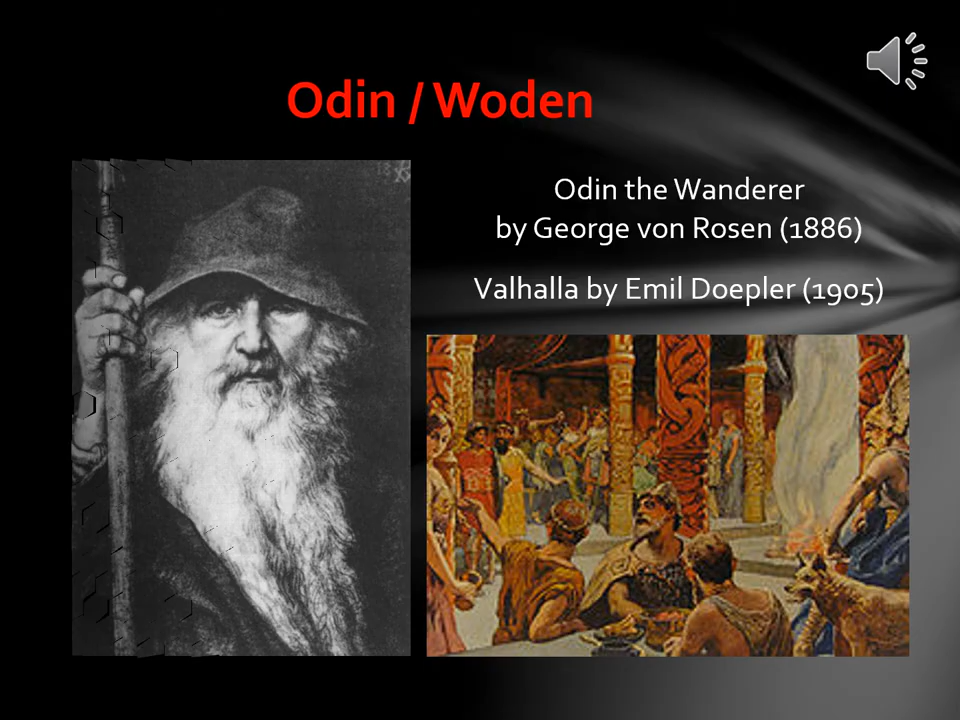 Odin / Woden
Odin the Wanderer
by George von Rosen (1886)
Valhalla by Emil Doepler (1905)